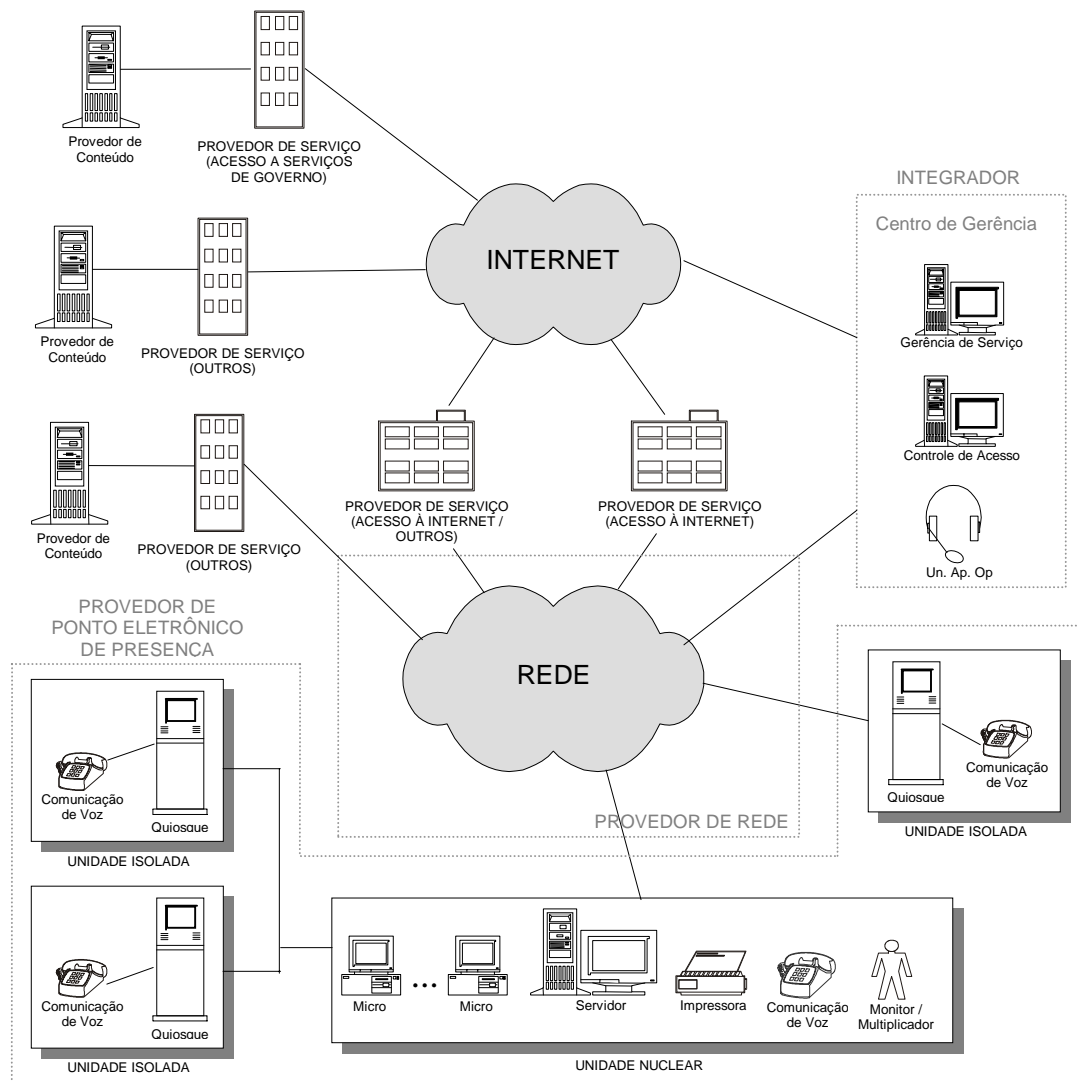 Provedor de
Conteúdo
PROVEDOR DE SERVIÇO
(ACESSO A SERVIÇOS
DE GOVERNO)
INTEGRADOR
Centro de Gerência
INTERNET
Provedor de
Conteúdo
PROVEDOR DE SERVIÇO
(OUTROS)
Gerência de Serviço
Controle de Acesso
PROVEDOR DE SERVIÇO
(ACESSO À INTERNET /
OUTROS)
PROVEDOR DE SERVIÇO
(ACESSO À INTERNET)
Provedor de
Conteúdo
PROVEDOR DE SERVIÇO
(OUTROS)
Un. Ap. Op
PROVEDOR DE
PONTO ELETRÔNICO
DE PRESENÇA
REDE
Comunicação
de Voz
Quiosque
UNIDADE ISOLADA
PROVEDOR DE REDE
Quiosque
Comunicação
de Voz
UNIDADE ISOLADA
Comunicação
de Voz
Quiosque
UNIDADE ISOLADA
Micro
Micro
Servidor
Impressora
Comunicação
de Voz
Monitor /
Multiplicador
UNIDADE NUCLEAR